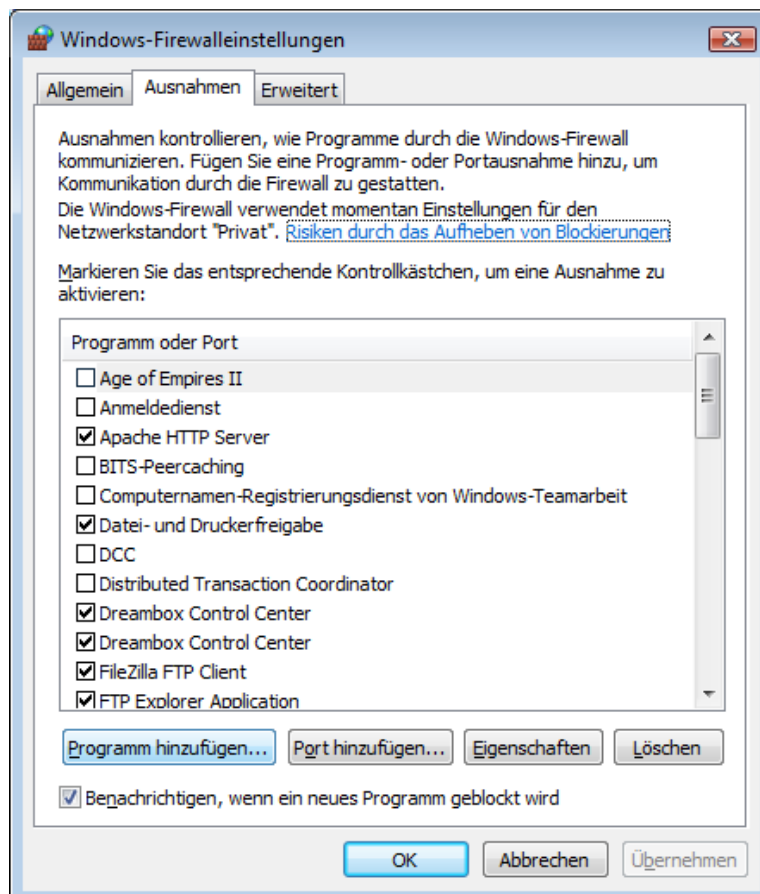 Windows-Firewalleinstellungen
Allgemein Ausnahmen Erweitert
Ausnahmen kontrollieren, wie Programme durch die Windows-Firewall
kommunizieren. Fügen Sie eine Programm- oder Portausnahme hinzu, um
Kommunikation durch die Firewall zu gestatten.
Die Windows-Firewall verwendet momentan Einstellungen für den
Netzwerkstandort "Privat". Risiken durch das Aufheben von Blockierungen
Markieren Sie das entsprechende Kontrollkästchen, um eine Ausnahme zu
aktivieren:
Programm oder Port
Age of Empires II
Anmeldedienst
Apache HTTP Server
BITS-Peercaching
Computernamen-Registrierungsdienst von Windows-Teamarbeit
Datei- und Druckerfreigabe
DCC
Distributed Transaction Coordinator
Dreambox Control Center
Dreambox Control Center
FileZilla FTP Client
FTP Explorer Application
Programm hinzufügen... Port hinzufügen... Eigenschaften Löschen
Benachrichtigen, wenn ein neues Programm geblockt wird
OK Abbrechen Übernehmen